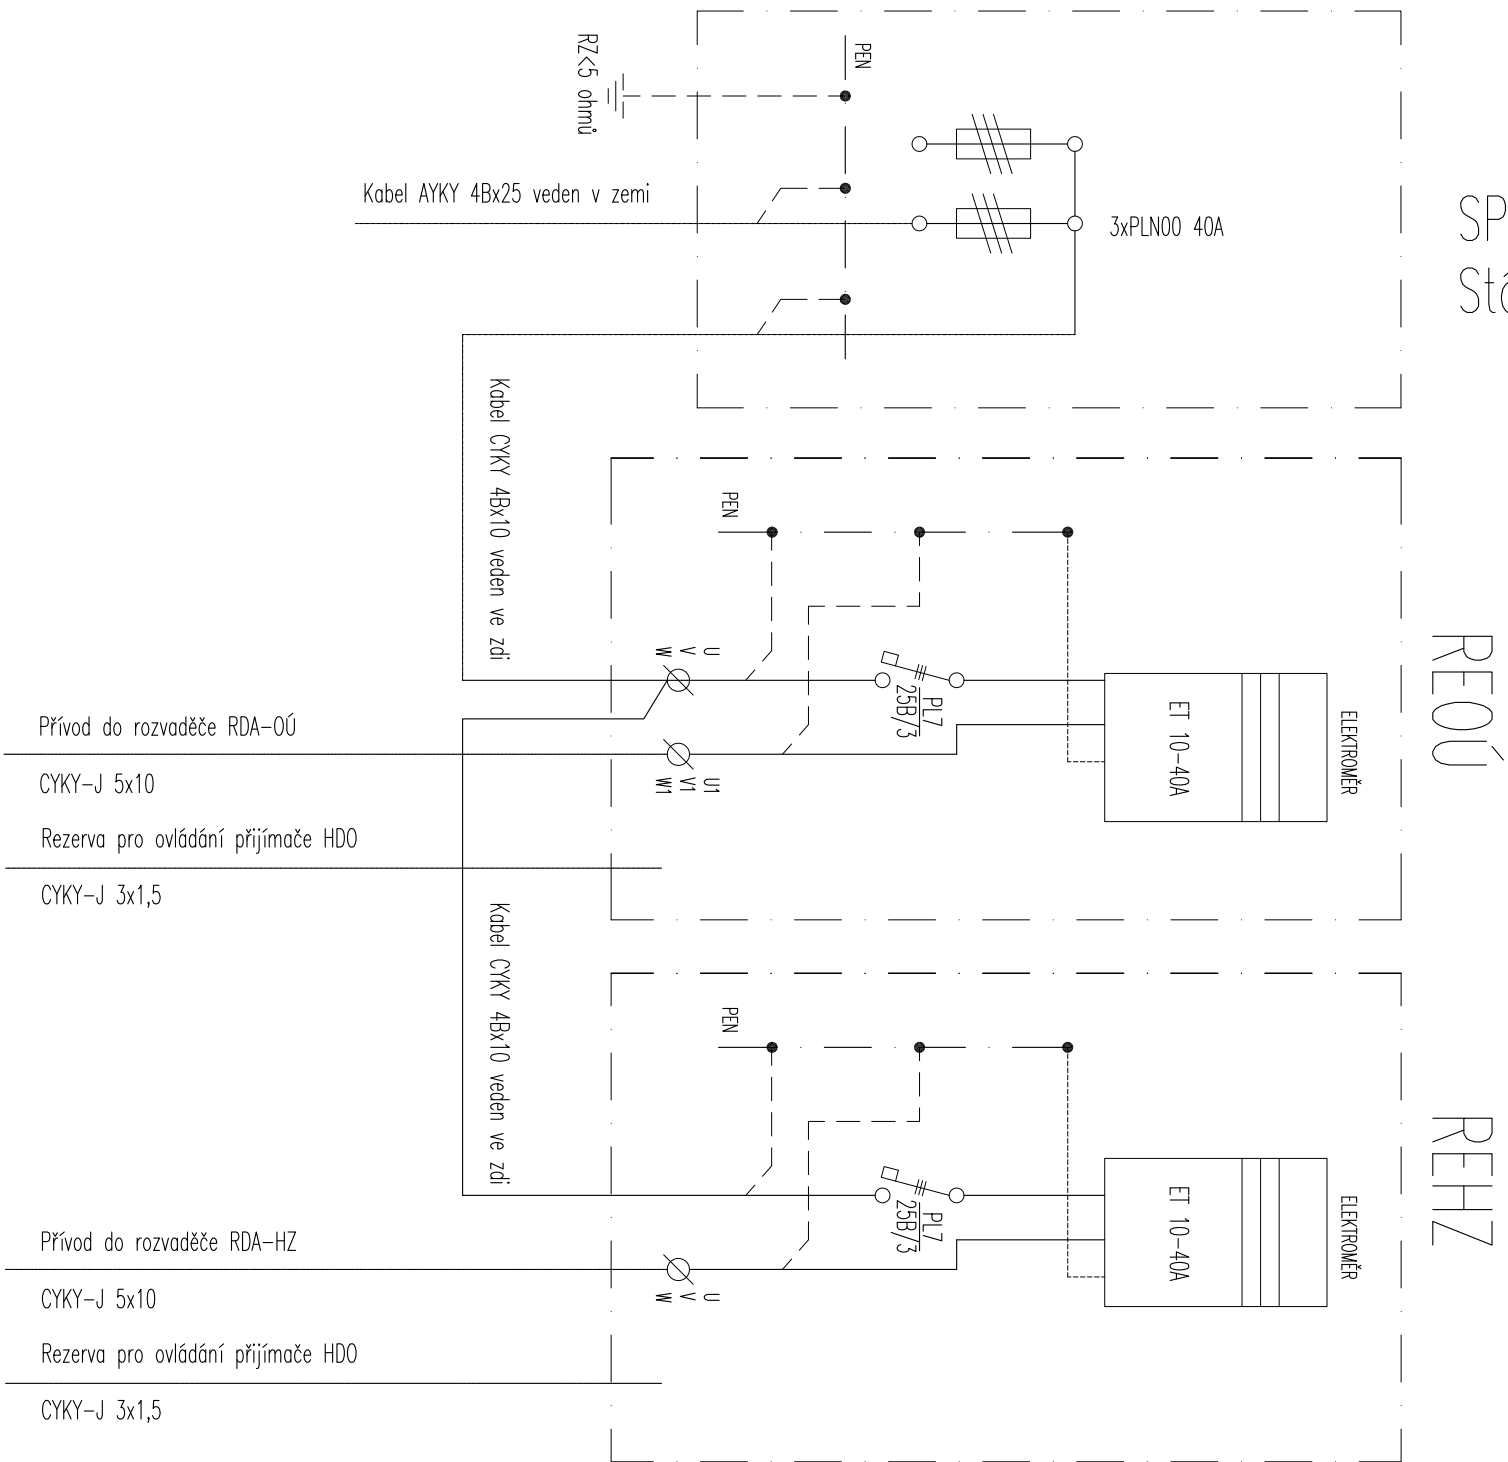 PEN
RZ<5 ohmů
Kabel AYKY 4Bx25 veden v zemi
3xPLN00 40A
SP
Kabel CYKY 4Bx10 veden ve zdi
PEN
REOÚ
U
V
W
PL7
25B/3
ET 10-40A
ELEKTROMĚR
Přívod do rozvaděče RDA-OÚ
U1
V1
W1
CYKY-J 5x10
Rezerva pro ovládání přijímače HDO
CYKY-J 3x1,5
Kabel CYKY 4Bx10 veden ve zdi
PEN
REHZ
PL7
25B/3
ET 10-40A
ELEKTROMĚR
Přívod do rozvaděče RDA-HZ
U
V
W
CYKY-J 5x10
Rezerva pro ovládání přijímače HDO
CYKY-J 3x1,5